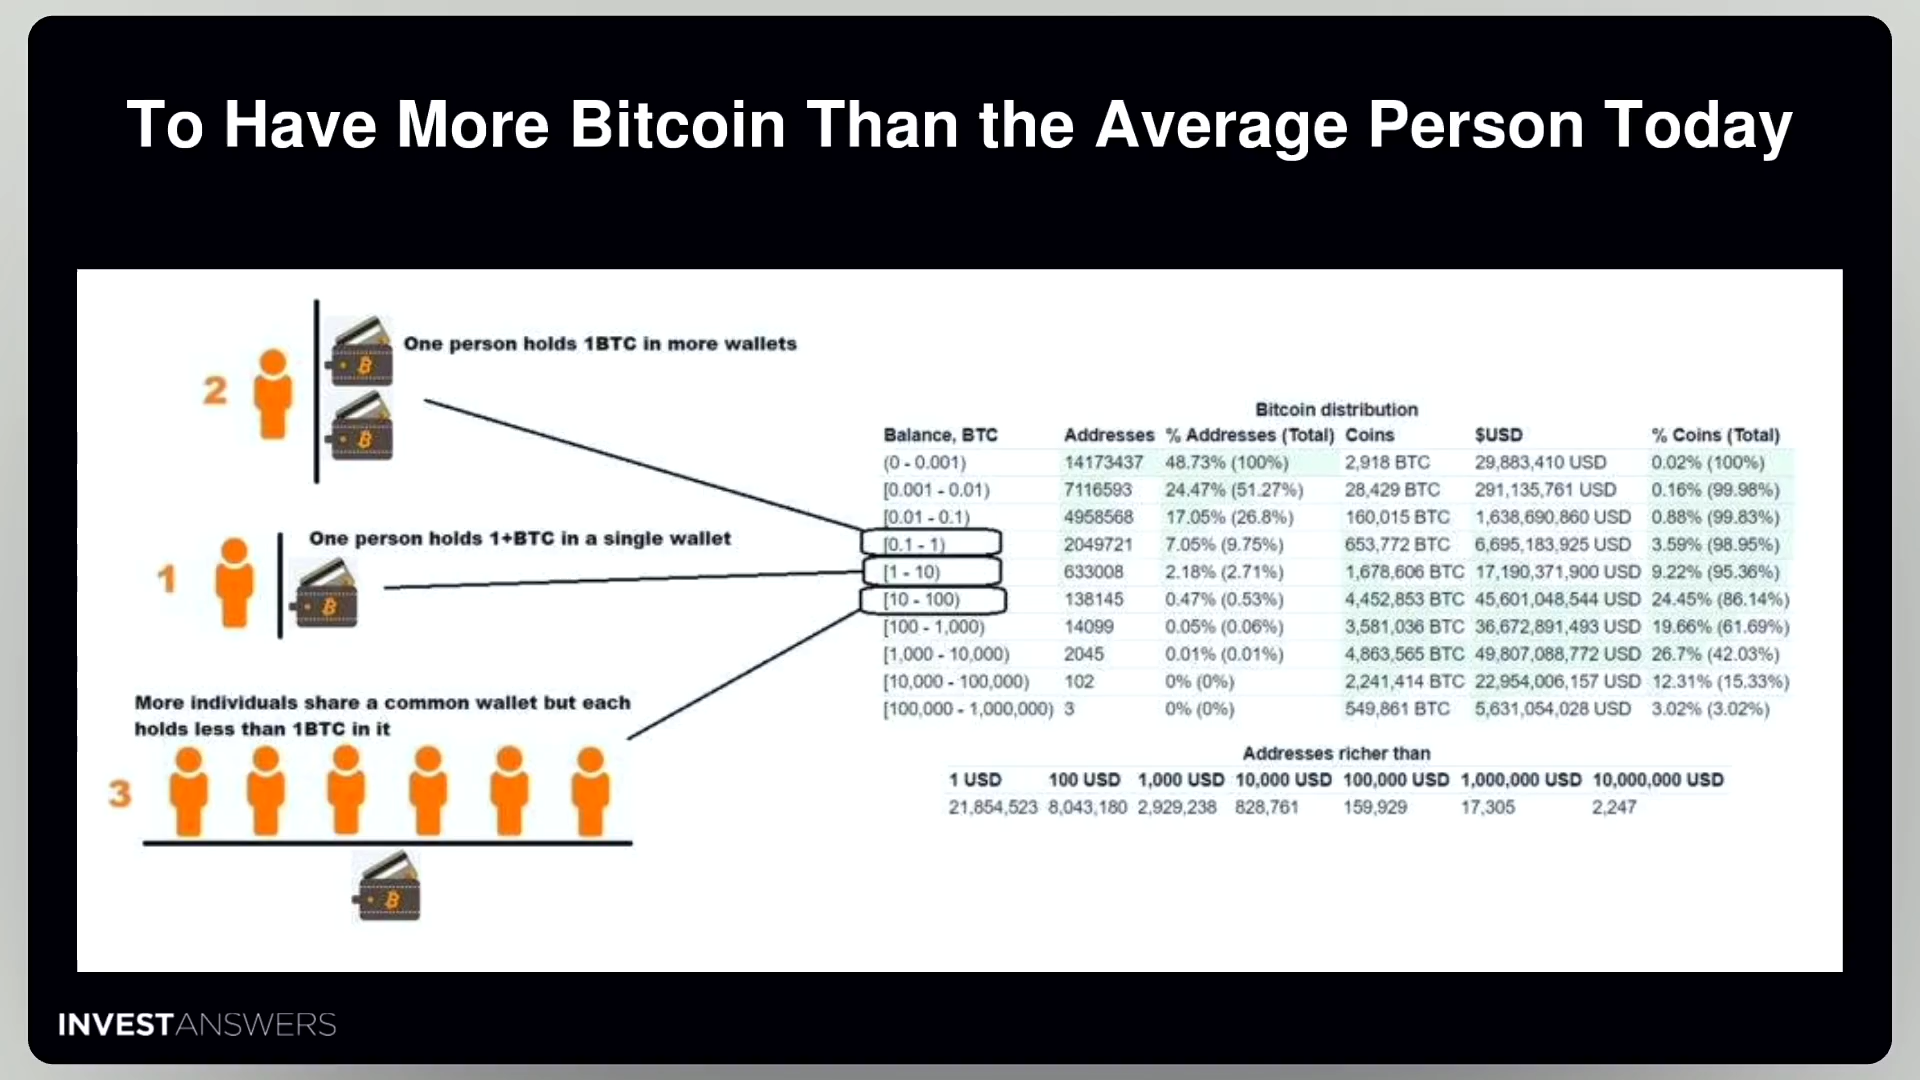 To Have More Bitcoin Than the Average Person Today
2
One person holds 1BTC in more wallets
1
One person holds 1+BTC in a single wallet
More individuals share a common wallet but each
holds less than 1BTC in it
3
Bitcoin distribution
Balance, BTC Addresses % Addresses (Total) Coins $USD % Coins (Total)
(0 - 0.001) 14173437 48.73% (100%) 2,918 BTC 29,883,410 USD 0.02% (100%)
[0.001 - 0.01) 7116593 24.47% (51.27%) 28,429 BTC 291,135,761 USD 0.16% (99.98%)
[0.01 - 0.1) 4958568 17.05% (26.8%) 160,015 BTC 1,638,690,860 USD 0.88% (99.83%)
[0.1 - 1) 2049721 7.05% (9.75%) 653,772 BTC 6,695,183,925 USD 3.59% (98.95%)
[1 - 10) 633008 2.18% (2.71%) 1,678,606 BTC 17,190,371,900 USD 9.22% (95.36%)
[10 - 100) 138145 0.47% (0.53%) 4,452,853 BTC 45,601,048,544 USD 24.45% (86.14%)
[100 - 1,000) 14099 0.05% (0.06%) 3,581,036 BTC 36,672,891,493 USD 19.66% (61.69%)
[1,000 - 10,000) 2045 0.01% (0.01%) 4,863,565 BTC 49,807,088,772 USD 26.7% (42.03%)
[10,000 - 100,000) 102 0% (0%) 2,241,414 BTC 22,954,006,157 USD 12.31% (15.33%)
[100,000 - 1,000,000) 3 0% (0%) 549,861 BTC 5,631,054,028 USD 3.02% (3.02%)
Addresses richer than
1 USD 100 USD 1,000 USD 10,000 USD 100,000 USD 1,000,000 USD 10,000,000 USD
21,854,523 8,043,180 2,929,238 828,761 159,929 17,305 2,247
INVESTANSWERS